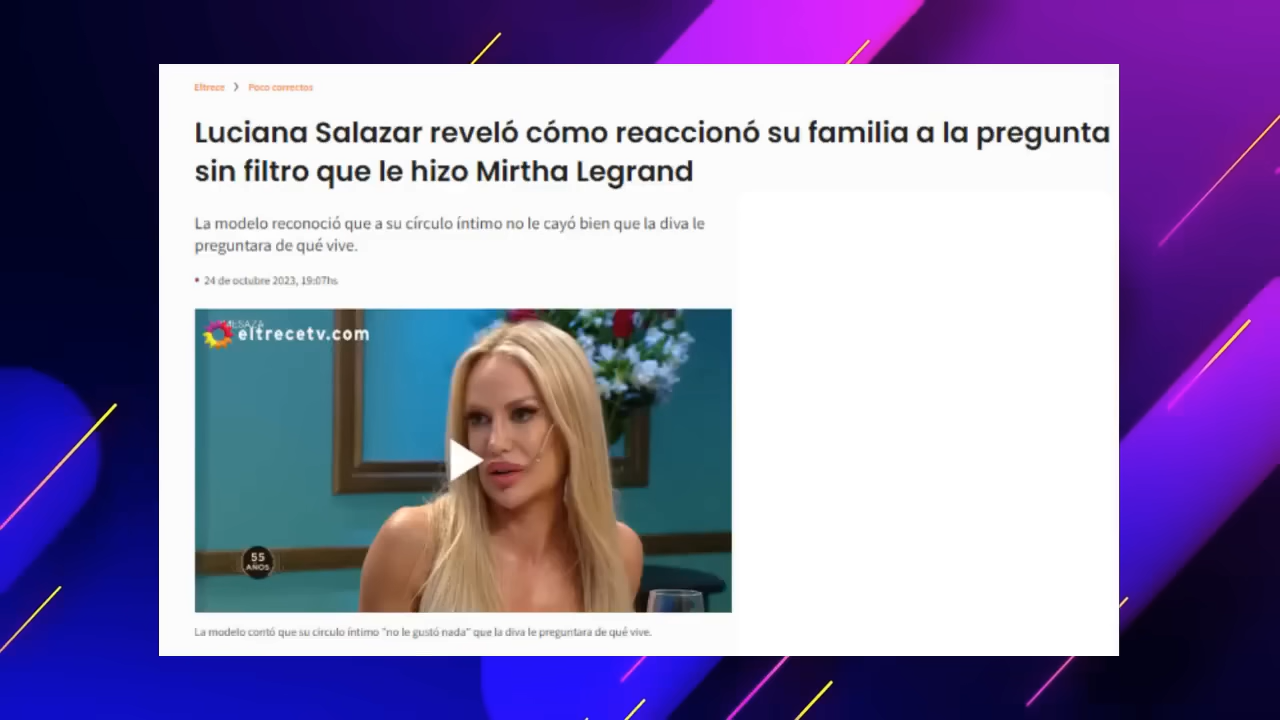 Eltrece > Poco correctos
Luciana Salazar reveló cómo reaccionó su familia a la pregunta
sin filtro que le hizo Mirtha Legrand
La modelo reconoció que a su círculo íntimo no le cayó bien que la diva le
preguntara de qué vive.
• 24 de octubre 2023, 19:07hs
eltrecetv.com
55
AÑOS
La modelo contó que su círculo íntimo "no le gustó nada" que la diva le preguntara de qué vive.